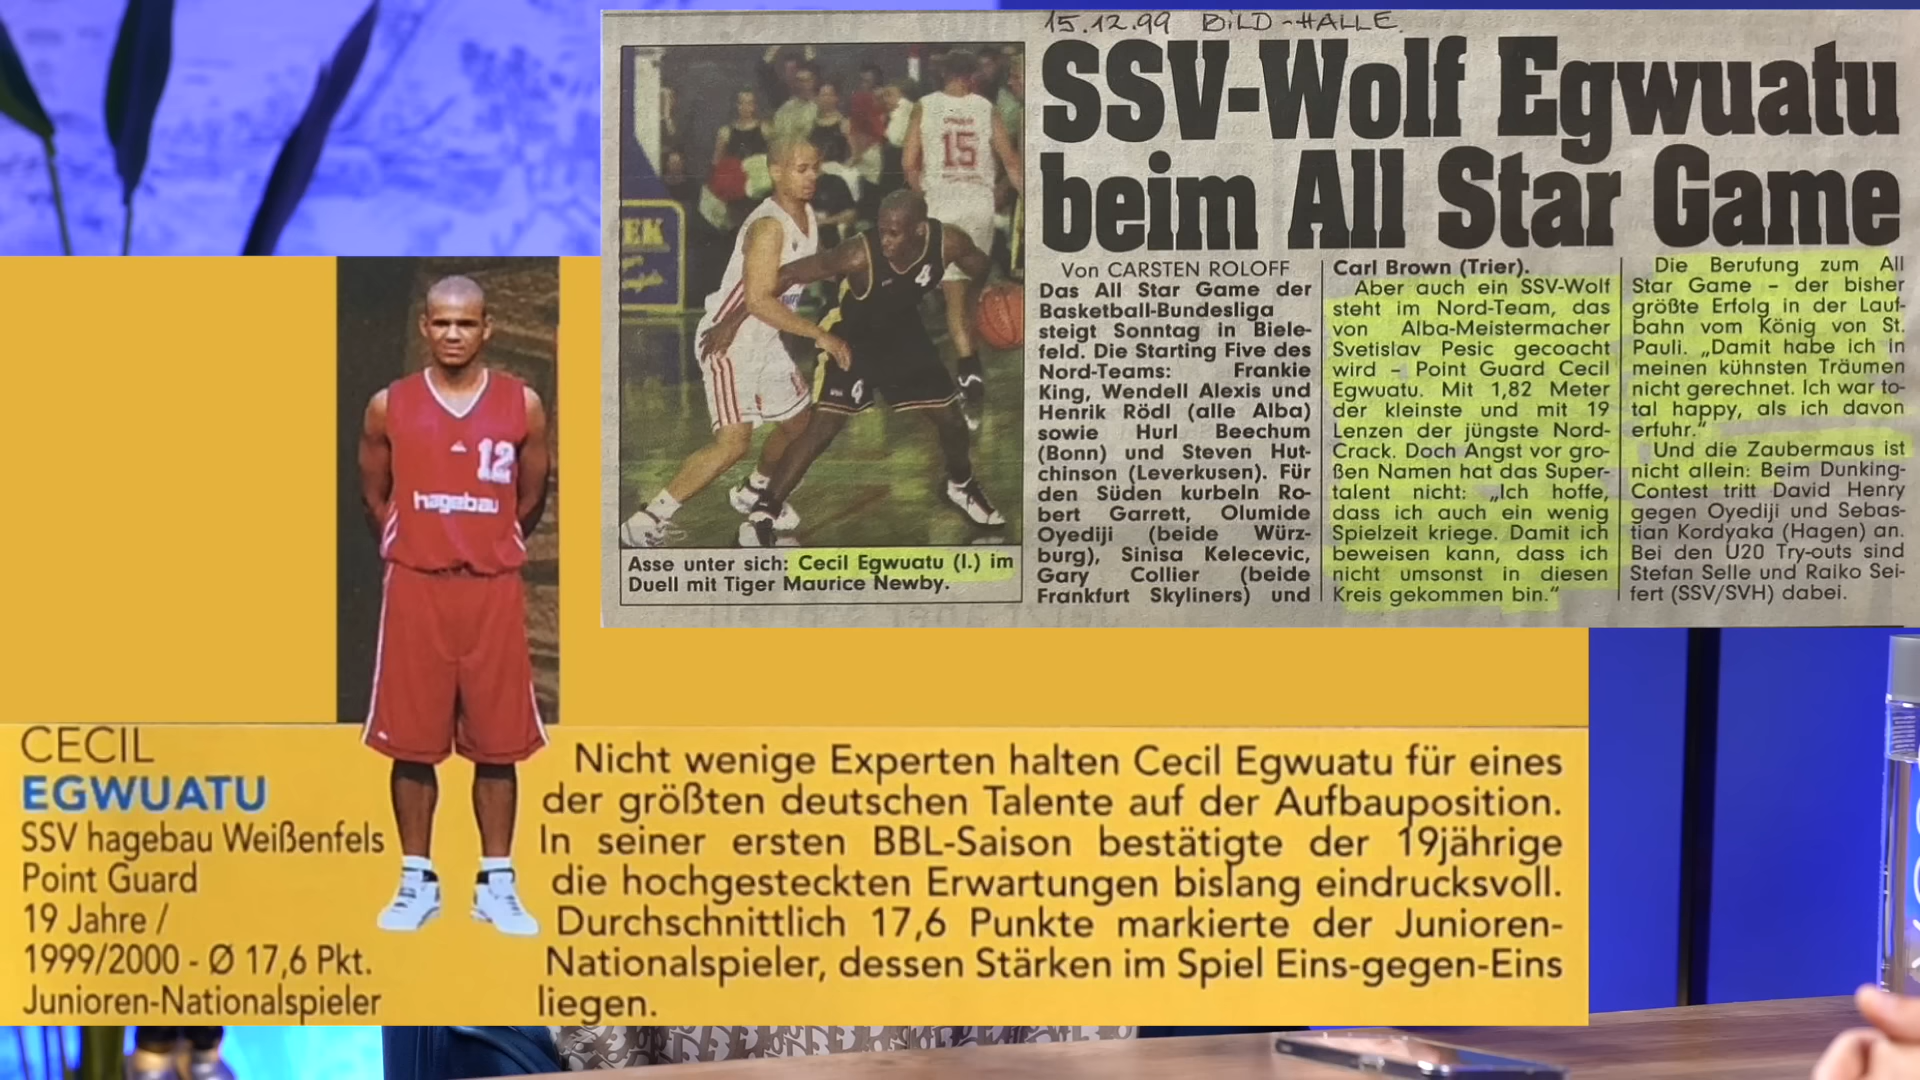 15.12.99 BILD-HALLE.
SSV-Wolf Egwuatu
beim All Star Game
EK
15
4
4
Asse unter sich: Cecil Egwuatu (l.) im
Duell mit Tiger Maurice Newby.
Von CARSTEN ROLOFF
Das All Star Game der
Basketball-Bundesliga
steigt Sonntag in Biele-
feld. Die Starting Five des
Nord-Teams: Frankie
King, Wendell Alexis und
Henrik Rödl (alle Alba)
sowie Hurl Beechum
(Bonn) und Steven Hut-
chinson (Leverkusen). Für
den Süden kurbeln Ro-
bert Garrett, Olumide
Oyediji (beide Würz-
burg), Sinisa Kelecevic,
Gary Collier (beide
Frankfurt Skyliners) und
Carl Brown (Trier).
Aber auch ein SSV-Wolf
steht im Nord-Team, das
von Alba-Meistermacher
Svetislav Pesic gecoacht
wird – Point Guard Cecil
Egwuatu. Mit 1,82 Meter
der kleinste und mit 19
Lenzen der jüngste Nord-
Crack. Doch Angst vor gro-
ßen Namen hat das Super-
talent nicht: „Ich hoffe,
dass ich auch ein wenig
Spielzeit kriege. Damit ich
beweisen kann, dass ich
nicht umsonst in diesen
Kreis gekommen bin.“
Die Berufung zum All
Star Game – der bisher
größte Erfolg in der Lauf-
bahn vom König von St.
Pauli. „Damit habe ich in
meinen kühnsten Träumen
nicht gerechnet. Ich war to-
tal happy, als ich davon
erfuhr.“
Und die Zaubermaus ist
nicht allein: Beim Dunking-
Contest tritt David Henry
gegen Oyediji und Sebas-
tian Kordyaka (Hagen) an.
Bei den U20 Try-outs sind
Stefan Selle und Raiko Sei-
fert (SSV/SVH) dabei.
12
hagebau
CECIL
EGWUATU
SSV hagebau Weißenfels
Point Guard
19 Jahre /
1999/2000 - Ø 17,6 Pkt.
Junioren-Nationalspieler
Nicht wenige Experten halten Cecil Egwuatu für eines
der größten deutschen Talente auf der Aufbauposition.
In seiner ersten BBL-Saison bestätigte der 19jährige
die hochgesteckten Erwartungen bislang eindrucksvoll.
Durchschnittlich 17,6 Punkte markierte der Junioren-
Nationalspieler, dessen Stärken im Spiel Eins-gegen-Eins
liegen.